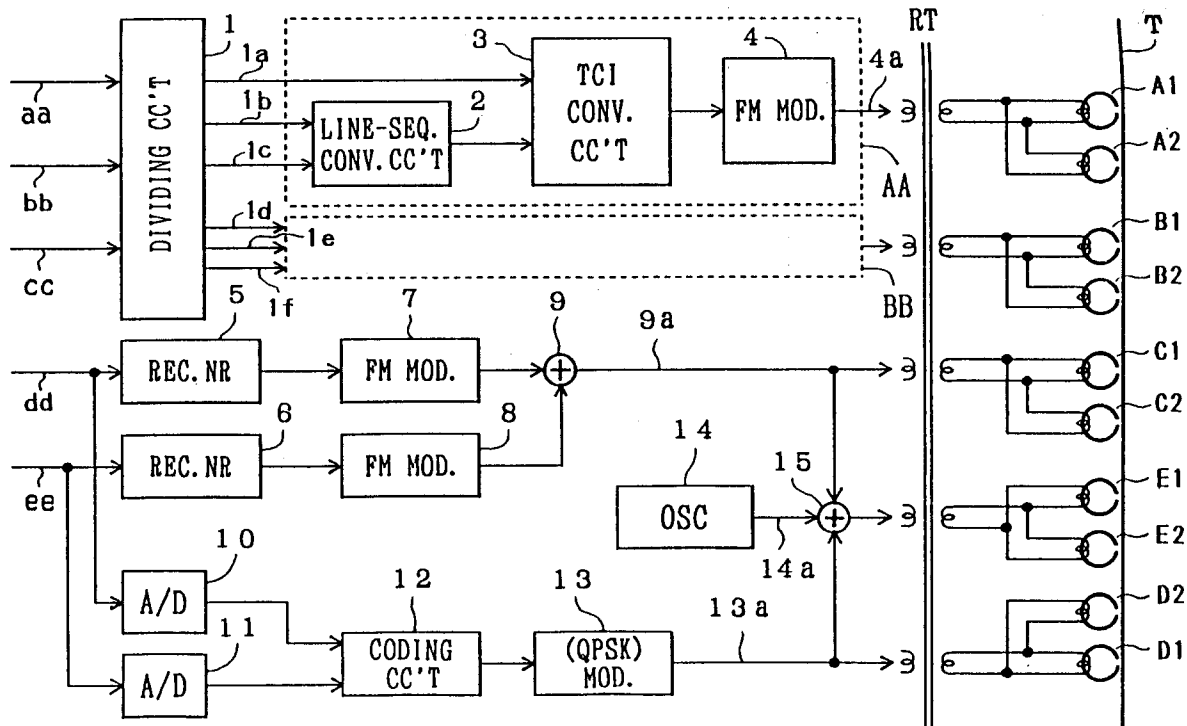 1
DIVIDING CC'T
aa
bb
cc
1a
1b
1c
1d
1e
1f
2
LINE-SEQ.
CONV. CC'T
3
TCI
CONV.
CC'T
4
FM MOD.
4a
AA
BB
RT
T
A1
A2
B1
B2
C1
C2
E1
E2
D2
D1
dd
ee
5
REC. NR
6
REC. NR
7
FM MOD.
8
FM MOD.
9
9a
14
OSC
14a
15
10
A/D
11
A/D
12
CODING
CC'T
13
(QPSK)
MOD.
13a